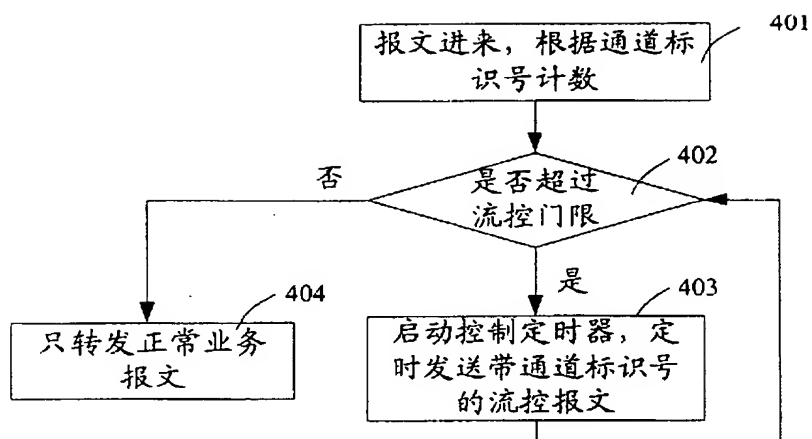 401
报文进来，根据通道标
识号计数
402
是否超过
流控门限
否
是
403
启动控制定时器，定
时发送带通道标识号
的流控报文
404
只转发正常业务
报文